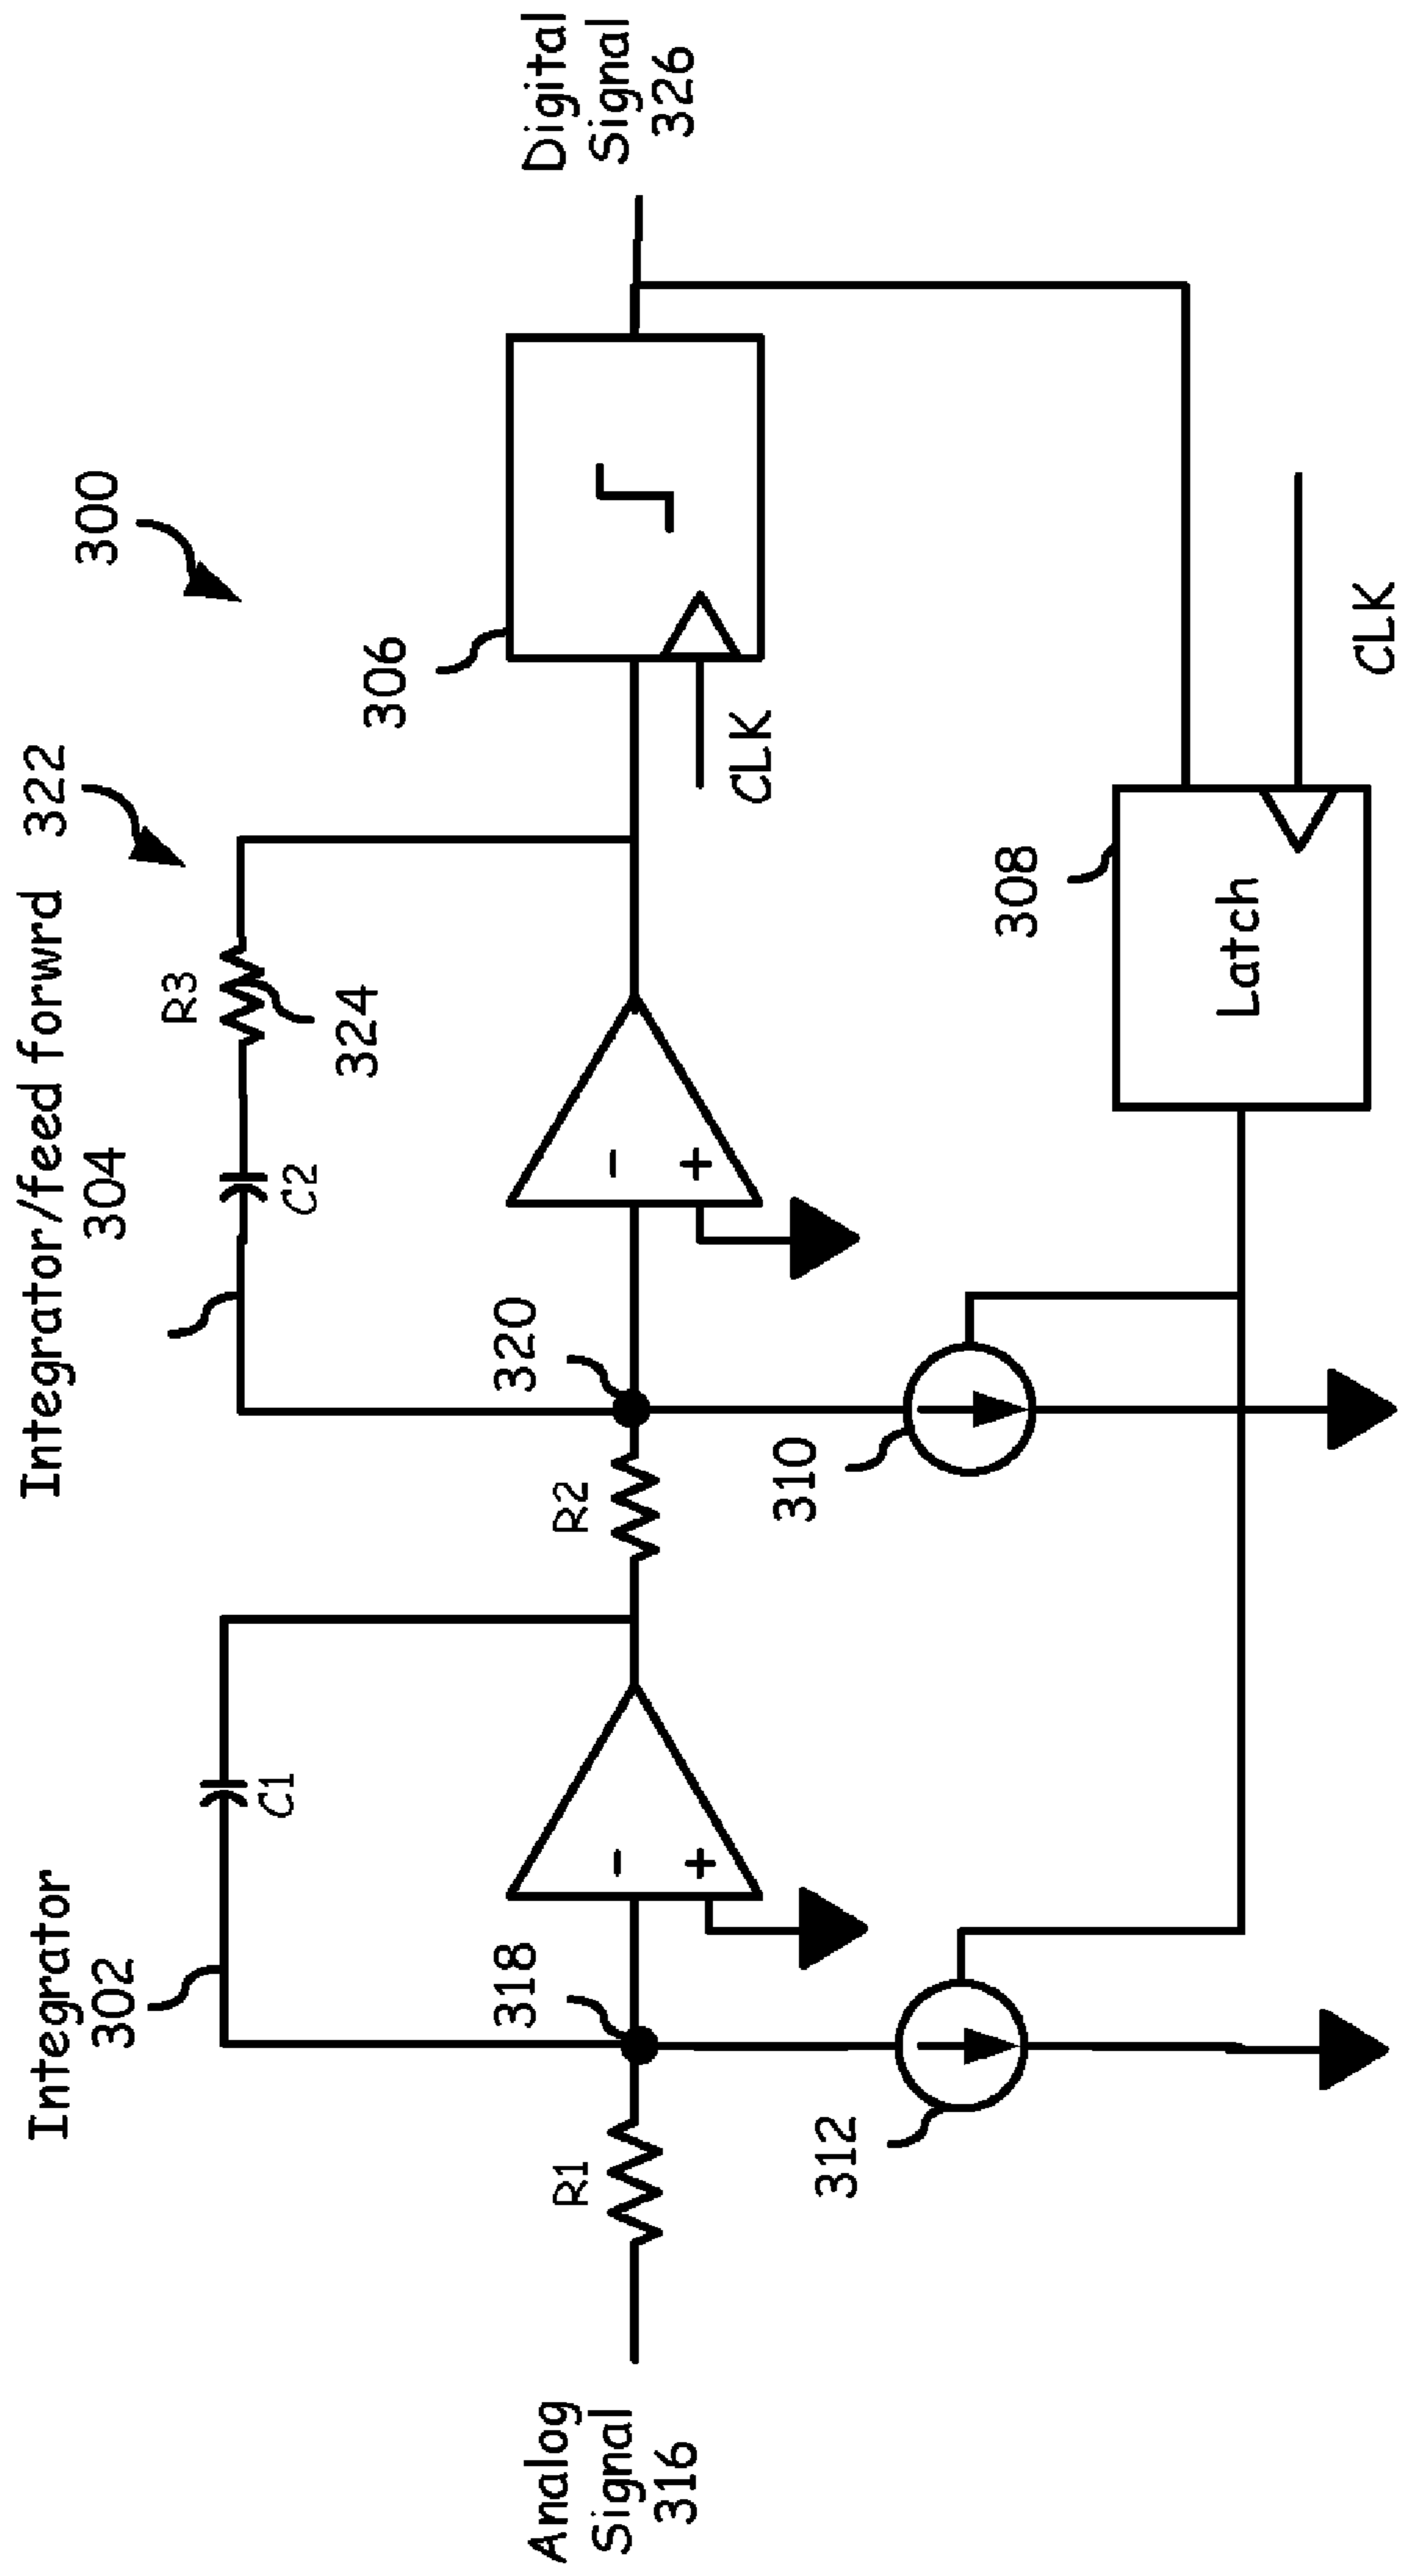 300
Integrator
302
Integrator/feed forwrd
304
322
C1
C2
R3
324
306
Analog
Signal
316
R1
318
-
+
R2
320
-
+
CLK
Digital
Signal
326
312
310
308
Latch
CLK